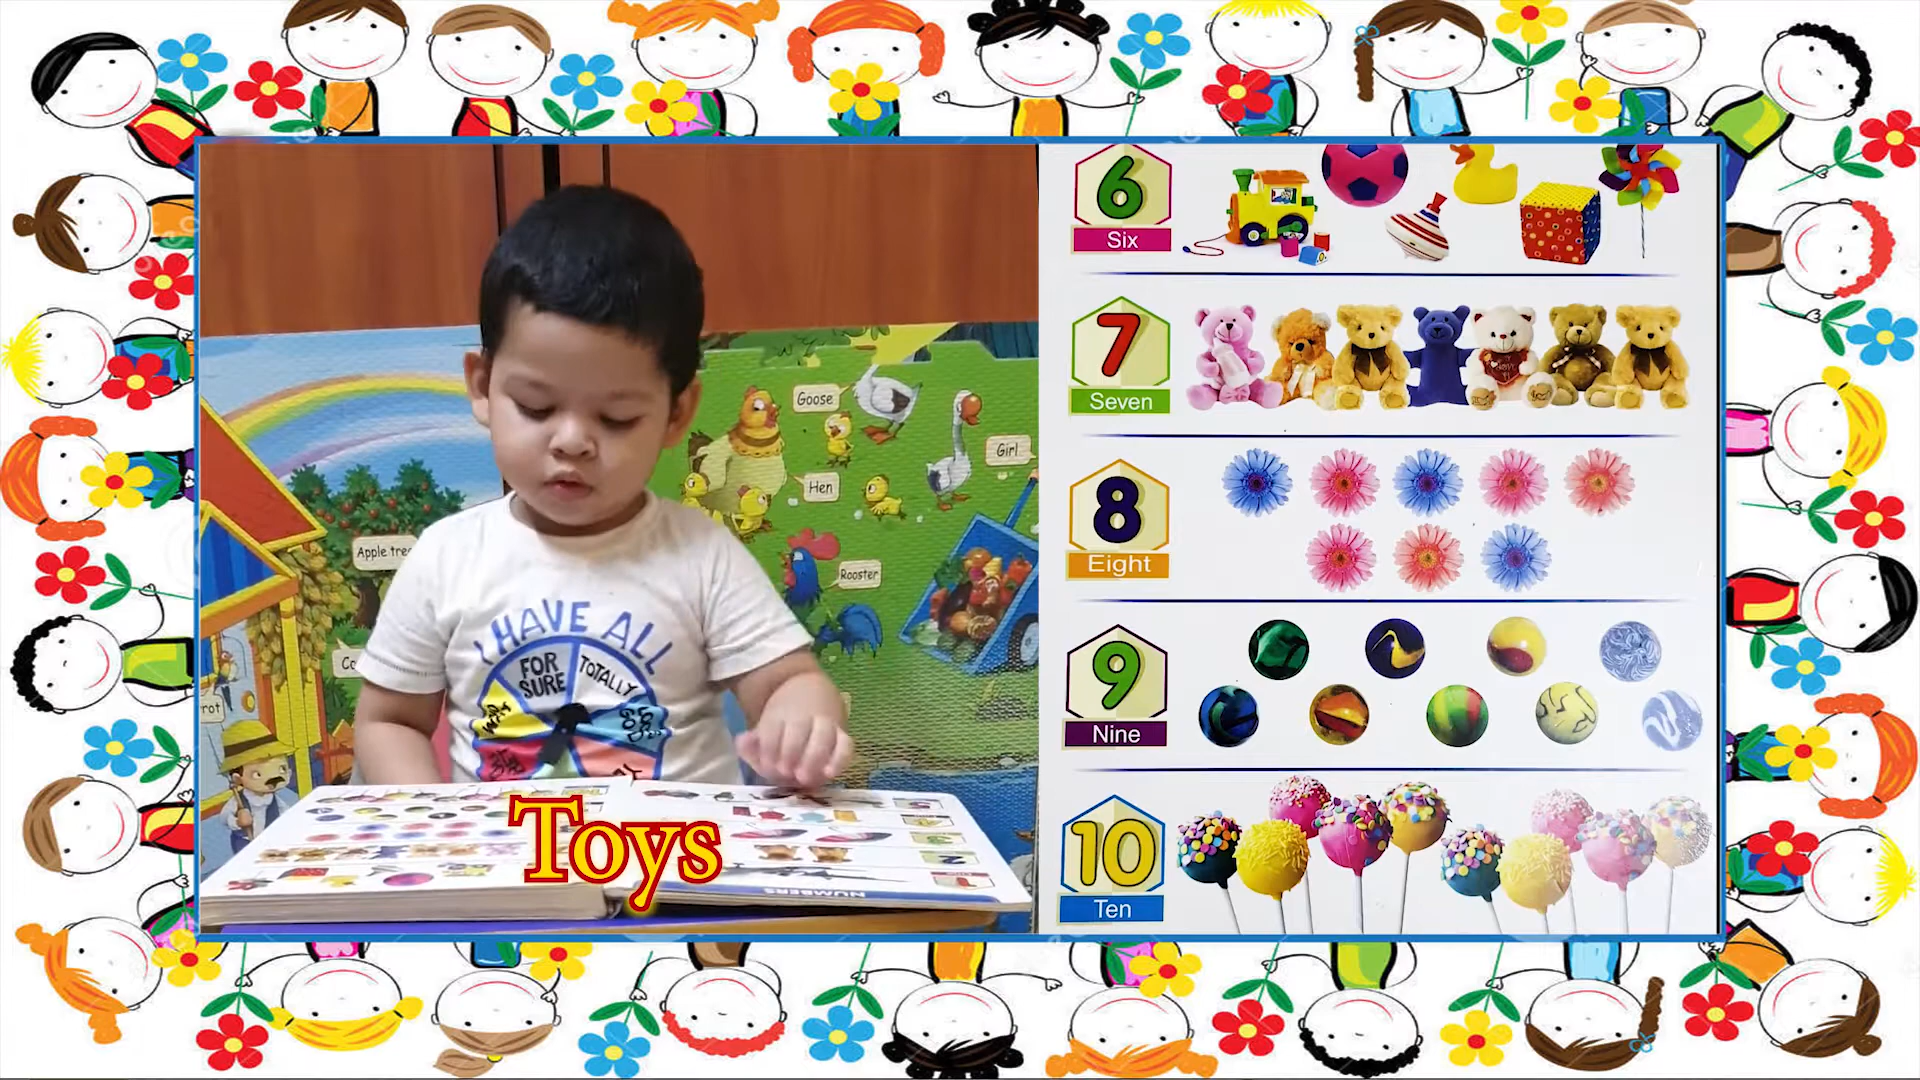 Goose
Girl
Hen
Apple tree
Rooster
I HAVE ALL
FOR SURE
TOTALLY
Toys
NUMBERS
6
Six
7
Seven
8
Eight
9
Nine
10
Ten